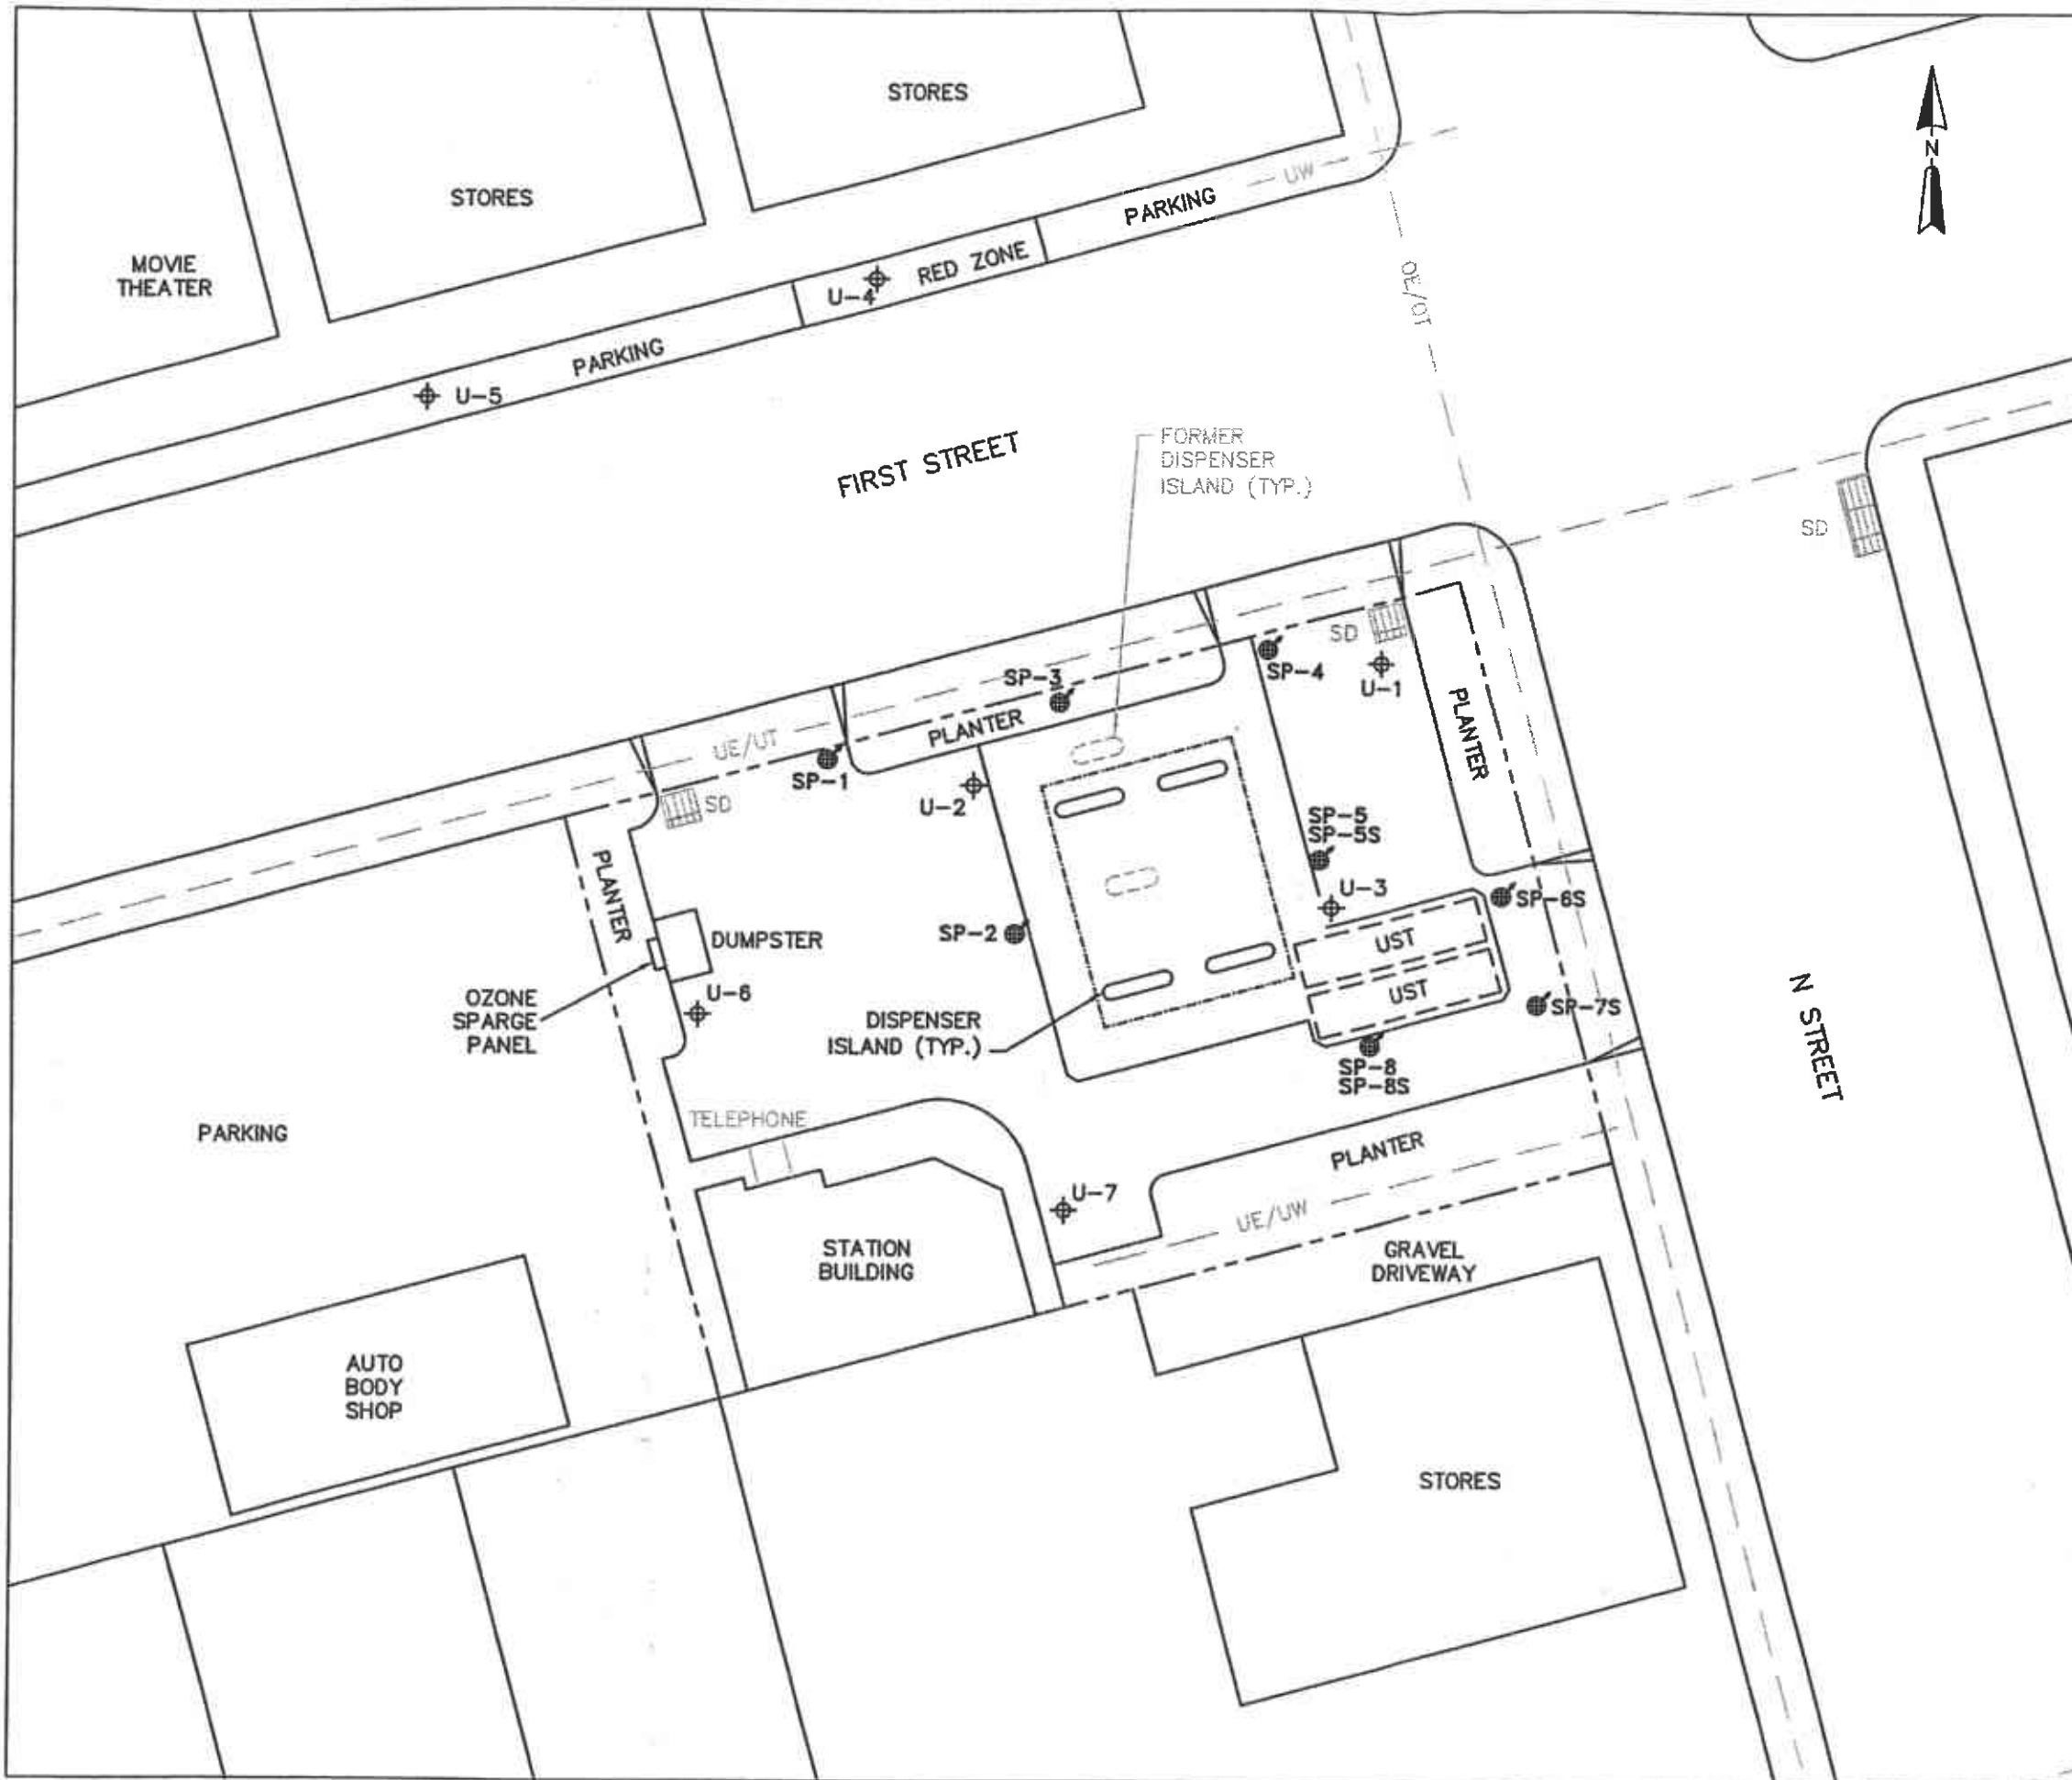 STORES
STORES
MOVIE
THEATER
N
PARKING
UW
RED ZONE
U-4
OE/OT
PARKING
U-5
FIRST STREET
FORMER
DISPENSER
ISLAND (TYP.)
SD
SD
SP-4
U-1
SP-3
PLANTER
PLANTER
UE/UT
SP-1
U-2
SD
SP-5
SP-5S
PLANTER
U-3
SP-6S
SP-2
DUMPSTER
UST
UST
OZONE
SPARGE
PANEL
U-6
SP-7S
DISPENSER
ISLAND (TYP.)
SP-8
SP-8S
N STREET
TELEPHONE
PARKING
PLANTER
U-7
UE/UW
STATION
BUILDING
GRAVEL
DRIVEWAY
AUTO
BODY
SHOP
STORES